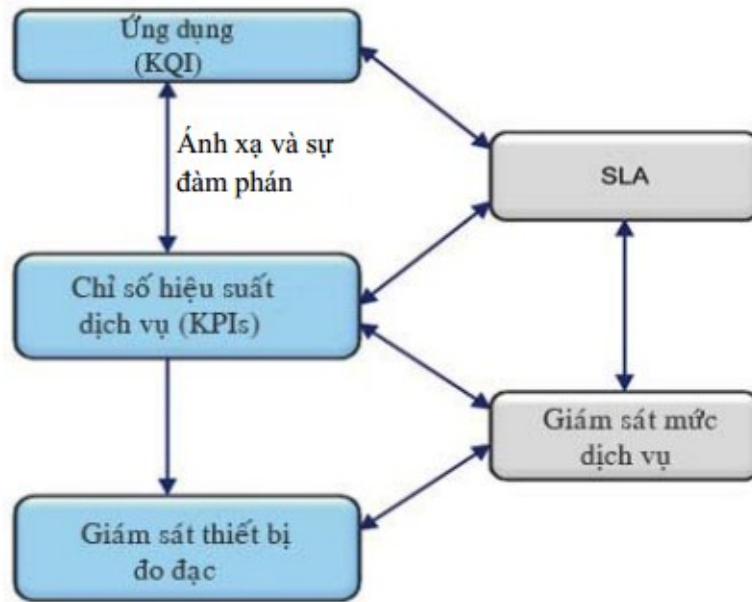 Ứng dụng
(KQI)
Ánh xạ và sự
đàm phán
SLA
Chỉ số hiệu suất
dịch vụ (KPIs)
Giám sát mức
dịch vụ
Giám sát thiết bị
đo đạc